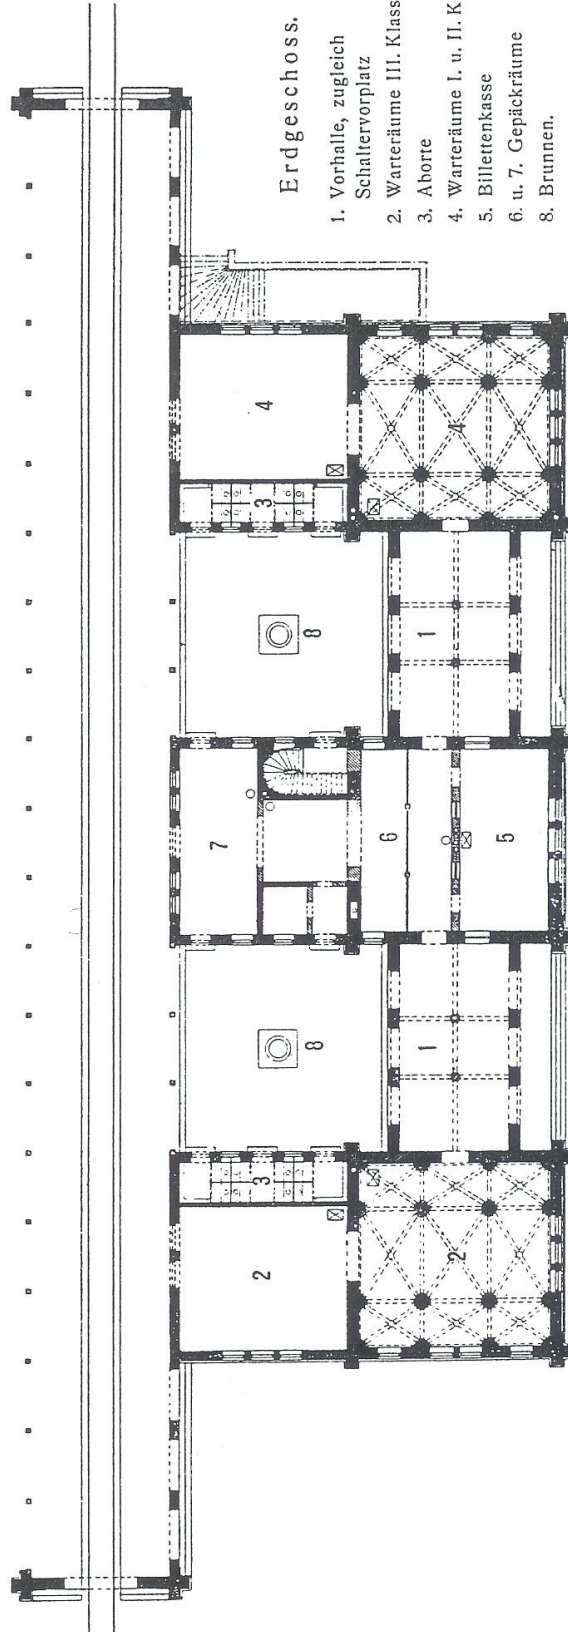 Erdgeschoss.
1. Vorhalle, zugleich
Schaltervorplatz
2. Warteräume III. Klass
3. Aborte
4. Warteräume I. u. II. K
5. Billettenkasse
6. u. 7. Gepäckräume
8. Brunnen.
4
3
4
8
1
7
6
5
8
1
3
2
2